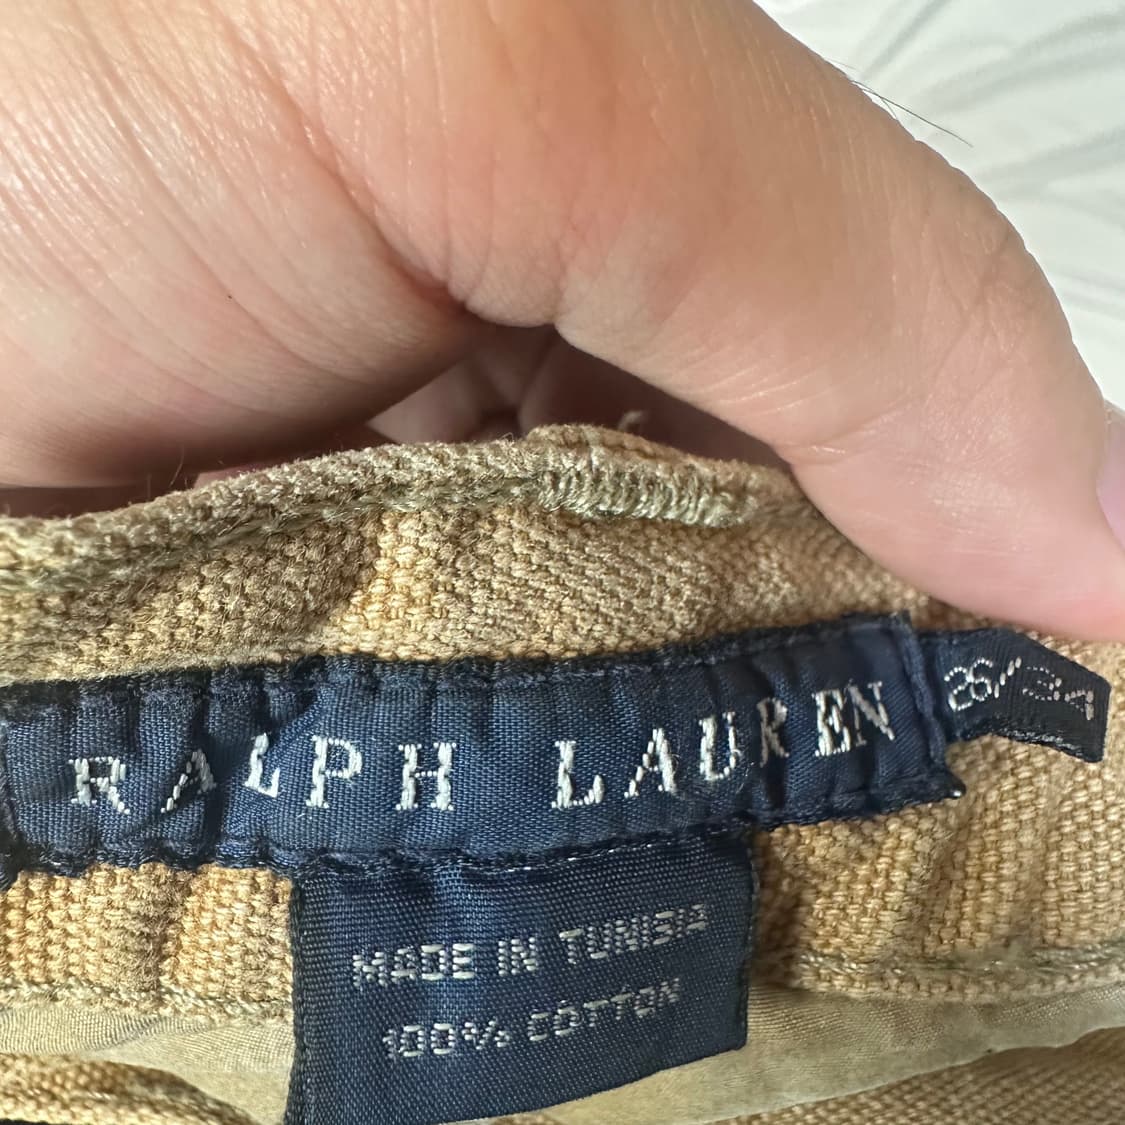 RALPH LAUREN
26/34
MADE IN TUNISIA
100% COTTON